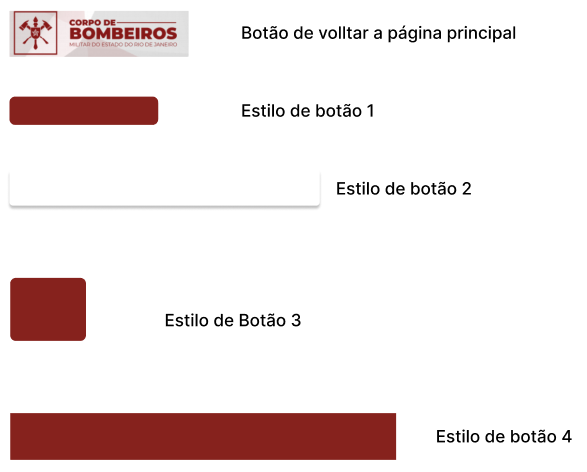 CORPO DE
BOMBEIROS
MILITAR DO ESTADO DO RIO DE JANEIRO
Botão de volltar a página principal
Estilo de botão 1
Estilo de botão 2
Estilo de Botão 3
Estilo de botão 4